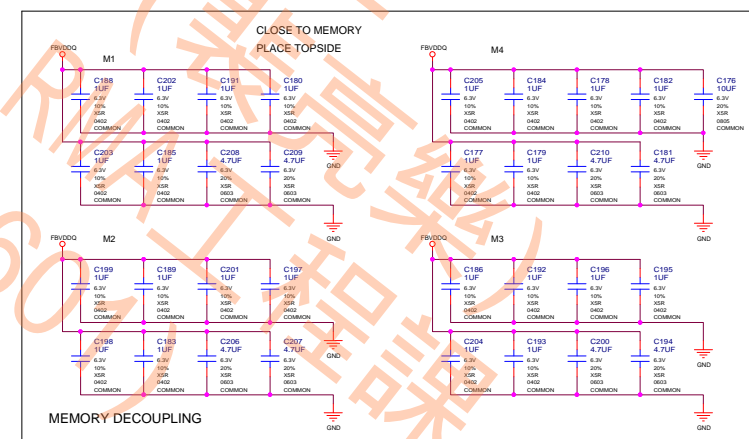 CLOSE TO MEMORY
PLACE TOPSIDE
FBVDDQ
M1
C188
1UF
6.3V
10%
X5R
0402
COMMON
C202
1UF
6.3V
10%
X5R
0402
COMMON
C191
1UF
6.3V
10%
X5R
0402
COMMON
C180
1UF
6.3V
10%
X5R
0402
COMMON
GND
C203
1UF
6.3V
10%
X5R
0402
COMMON
C185
1UF
6.3V
10%
X5R
0402
COMMON
C208
4.7UF
6.3V
20%
X5R
0603
COMMON
C209
4.7UF
6.3V
20%
X5R
0603
COMMON
GND
FBVDDQ
M4
C205
1UF
6.3V
10%
X5R
0402
COMMON
C184
1UF
6.3V
10%
X5R
0402
COMMON
C178
1UF
6.3V
10%
X5R
0402
COMMON
C182
1UF
6.3V
10%
X5R
0402
COMMON
C176
10UF
6.3V
20%
X5R
0805
COMMON
GND
C177
1UF
6.3V
10%
X5R
0402
COMMON
C179
1UF
6.3V
10%
X5R
0402
COMMON
C210
4.7UF
6.3V
20%
X5R
0603
COMMON
C181
4.7UF
6.3V
20%
X5R
0603
COMMON
GND
FBVDDQ
M2
C199
1UF
6.3V
10%
X5R
0402
COMMON
C189
1UF
6.3V
10%
X5R
0402
COMMON
C201
1UF
6.3V
10%
X5R
0402
COMMON
C197
1UF
6.3V
10%
X5R
0402
COMMON
GND
C198
1UF
6.3V
10%
X5R
0402
COMMON
C183
1UF
6.3V
10%
X5R
0402
COMMON
C206
4.7UF
6.3V
20%
X5R
0603
COMMON
C207
4.7UF
6.3V
20%
X5R
0603
COMMON
GND
FBVDDQ
M3
C186
1UF
6.3V
10%
X5R
0402
COMMON
C192
1UF
6.3V
10%
X5R
0402
COMMON
C196
1UF
6.3V
10%
X5R
0402
COMMON
C195
1UF
6.3V
10%
X5R
0402
COMMON
GND
C204
1UF
6.3V
10%
X5R
0402
COMMON
C193
1UF
6.3V
10%
X5R
0402
COMMON
C200
4.7UF
6.3V
20%
X5R
0603
COMMON
C194
4.7UF
6.3V
20%
X5R
0603
COMMON
GND
MEMORY DECOUPLING
RMA工程課